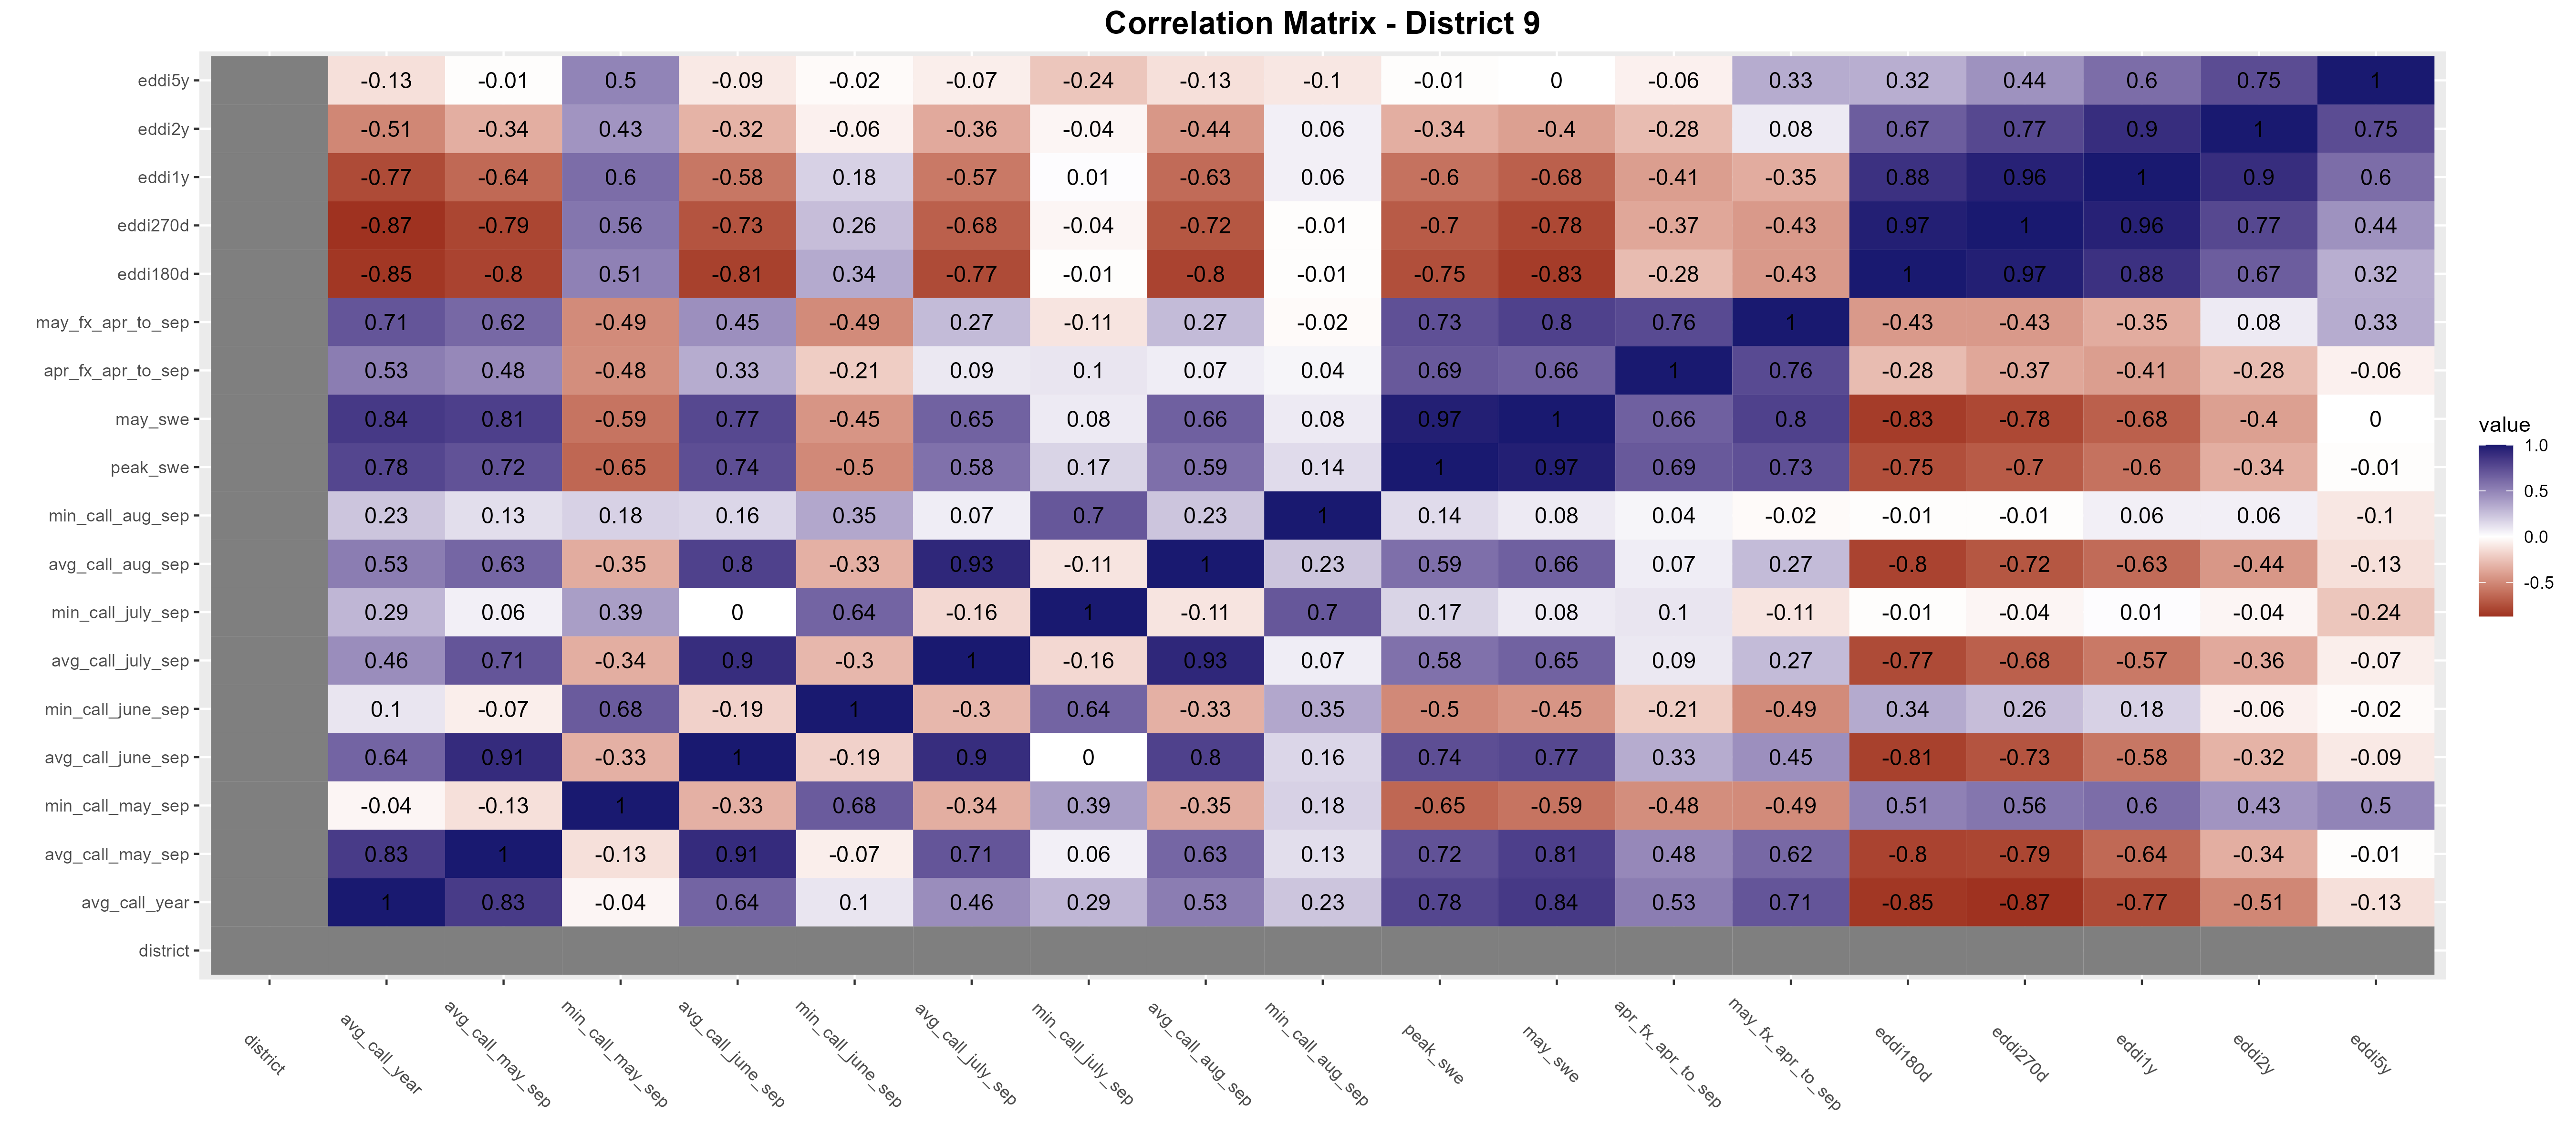 Correlation Matrix - District 9
eddi5y -0.13 -0.01 0.5 -0.09 -0.02 -0.07 -0.24 -0.13 -0.1 -0.01 0 -0.06 0.33 0.32 0.44 0.6 0.75 1
eddi2y -0.51 -0.34 0.43 -0.32 -0.06 -0.36 -0.04 -0.44 0.06 -0.34 -0.4 -0.28 0.08 0.67 0.77 0.9 1 0.75
eddi1y -0.77 -0.64 0.6 -0.58 0.18 -0.57 0.01 -0.63 0.06 -0.6 -0.68 -0.41 -0.35 0.88 0.96 1 0.9 0.6
eddi270d -0.87 -0.79 0.56 -0.73 0.26 -0.68 -0.04 -0.72 -0.01 -0.7 -0.78 -0.37 -0.43 0.97 1 0.96 0.77 0.44
eddi180d -0.85 -0.8 0.51 -0.81 0.34 -0.77 -0.01 -0.8 -0.01 -0.75 -0.83 -0.28 -0.43 1 0.97 0.88 0.67 0.32
may_fx_apr_to_sep 0.71 0.62 -0.49 0.45 -0.49 0.27 -0.11 0.27 -0.02 0.73 0.8 0.76 1 -0.43 -0.43 -0.35 0.08 0.33
apr_fx_apr_to_sep 0.53 0.48 -0.48 0.33 -0.21 0.09 0.1 0.07 0.04 0.69 0.66 1 0.76 -0.28 -0.37 -0.41 -0.28 -0.06
may_swe 0.84 0.81 -0.59 0.77 -0.45 0.65 0.08 0.66 0.08 0.97 1 0.66 0.8 -0.83 -0.78 -0.68 -0.4 0
peak_swe 0.78 0.72 -0.65 0.74 -0.5 0.58 0.17 0.59 0.14 1 0.97 0.69 0.73 -0.75 -0.7 -0.6 -0.34 -0.01
min_call_aug_sep 0.23 0.13 0.18 0.16 0.35 0.07 0.7 0.23 1 0.14 0.08 0.04 -0.02 -0.01 -0.01 0.06 0.06 -0.1
avg_call_aug_sep 0.53 0.63 -0.35 0.8 -0.33 0.93 -0.11 1 0.23 0.59 0.66 0.07 0.27 -0.8 -0.72 -0.63 -0.44 -0.13
min_call_july_sep 0.29 0.06 0.39 0 0.64 -0.16 1 -0.11 0.7 0.17 0.08 0.1 -0.11 -0.01 -0.04 0.01 -0.04 -0.24
avg_call_july_sep 0.46 0.71 -0.34 0.9 -0.3 1 -0.16 0.93 0.07 0.58 0.65 0.09 0.27 -0.77 -0.68 -0.57 -0.36 -0.07
min_call_june_sep 0.1 -0.07 0.68 -0.19 1 -0.3 0.64 -0.33 0.35 -0.5 -0.45 -0.21 -0.49 0.34 0.26 0.18 -0.06 -0.02
avg_call_june_sep 0.64 0.91 -0.33 1 -0.19 0.9 0 0.8 0.16 0.74 0.77 0.33 0.45 -0.81 -0.73 -0.58 -0.32 -0.09
min_call_may_sep -0.04 -0.13 1 -0.33 0.68 -0.34 0.39 -0.35 0.18 -0.65 -0.59 -0.48 -0.49 0.51 0.56 0.6 0.43 0.5
avg_call_may_sep 0.83 1 -0.13 0.91 -0.07 0.71 0.06 0.63 0.13 0.72 0.81 0.48 0.62 -0.8 -0.79 -0.64 -0.34 -0.01
avg_call_year 1 0.83 -0.04 0.64 0.1 0.46 0.29 0.53 0.23 0.78 0.84 0.53 0.71 -0.85 -0.87 -0.77 -0.51 -0.13
district
district avg_call_year avg_call_may_sep min_call_may_sep avg_call_june_sep min_call_june_sep avg_call_july_sep min_call_july_sep avg_call_aug_sep min_call_aug_sep peak_swe may_swe apr_fx_apr_to_sep may_fx_apr_to_sep eddi180d eddi270d eddi1y eddi2y eddi5y
value
1.0
0.5
0.0
-0.5